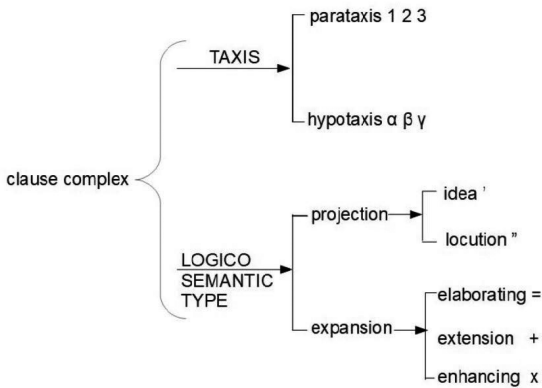 parataxis 1 2 3
TAXIS
hypotaxis α β γ
clause complex
idea '
projection
locution "
LOGICO
SEMANTIC
TYPE
elaborating =
expansion
extension +
enhancing x